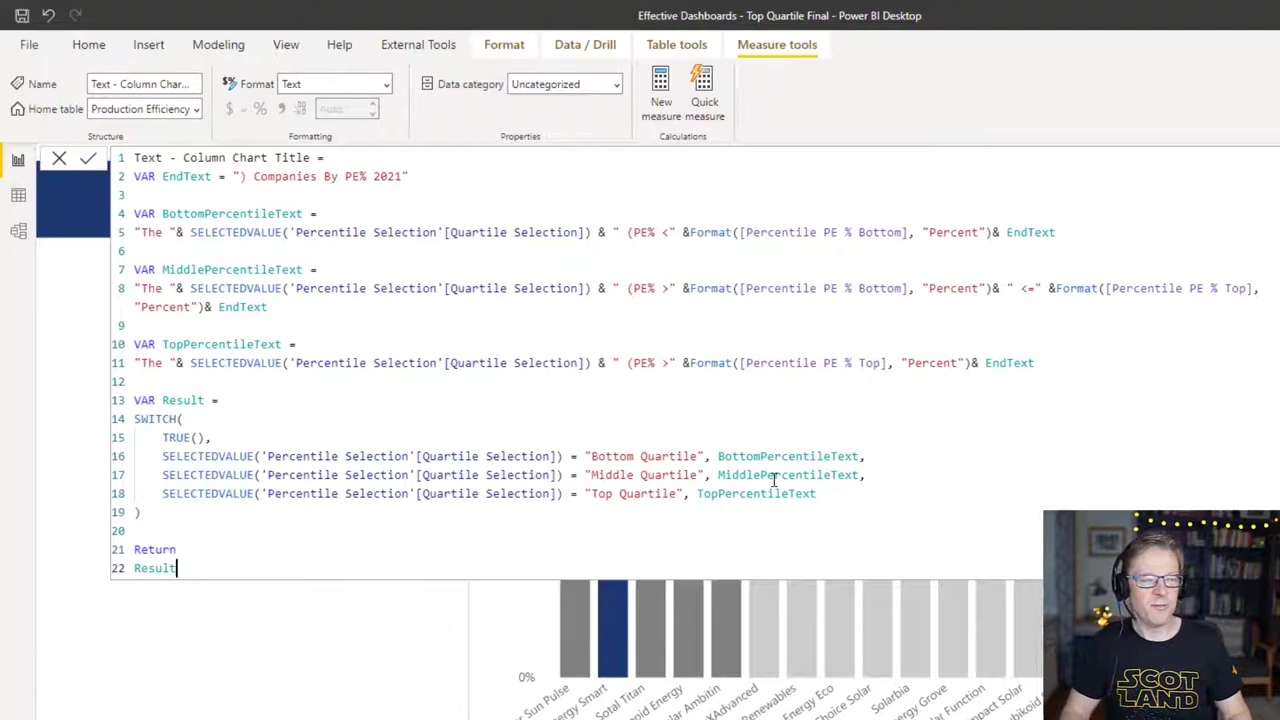 Effective Dashboards - Top Quartile Final - Power BI Desktop
File Home Insert Modeling View Help External Tools Format Data / Drill Table tools Measure tools
Name Text - Column Char... Format Text Data category Uncategorized New measure Quick measure
Home table Production Efficiency $ % Auto
Structure Formatting Properties Calculations
1 Text - Column Chart Title =
2 VAR EndText = ") Companies By PE% 2021"
3
4 VAR BottomPercentileText =
5 "The "& SELECTEDVALUE('Percentile Selection'[Quartile Selection]) & " (PE% <" &Format([Percentile PE % Bottom], "Percent")& EndText
6
7 VAR MiddlePercentileText =
8 "The "& SELECTEDVALUE('Percentile Selection'[Quartile Selection]) & " (PE% >" &Format([Percentile PE % Bottom], "Percent")& " <=" &Format([Percentile PE % Top],
"Percent")& EndText
9
10 VAR TopPercentileText =
11 "The "& SELECTEDVALUE('Percentile Selection'[Quartile Selection]) & " (PE% >" &Format([Percentile PE % Top], "Percent")& EndText
12
13 VAR Result =
14 SWITCH(
15 TRUE(),
16 SELECTEDVALUE('Percentile Selection'[Quartile Selection]) = "Bottom Quartile", BottomPercentileText,
17 SELECTEDVALUE('Percentile Selection'[Quartile Selection]) = "Middle Quartile", MiddlePercentileText,
18 SELECTEDVALUE('Percentile Selection'[Quartile Selection]) = "Top Quartile", TopPercentileText
19 )
20
21 Return
22 Result
0%
Sun Pulse
Energy Smart
Sotal Titan
Energy
Ambitin
XAdvanced
Renewables
Energy Eco
Choice Solar
Solarbia
Energy Grove
Function
Solar
SCOT
LAND